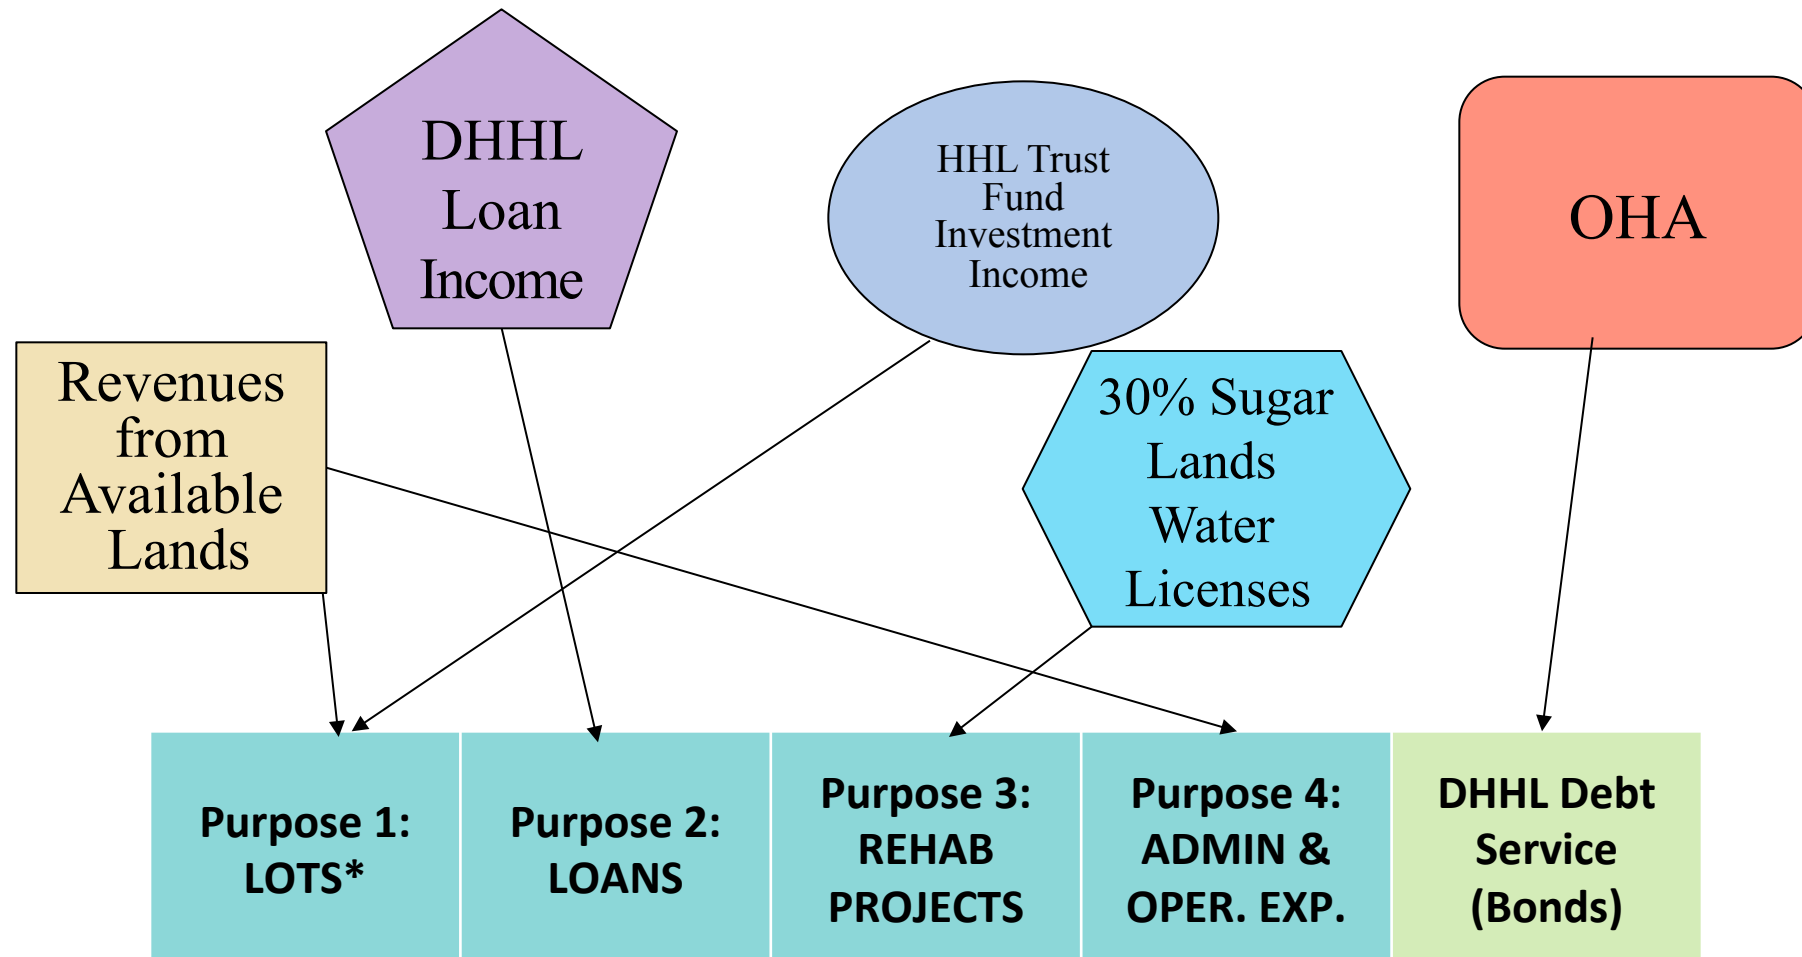 DHHL
Loan
Income
HHL Trust
Fund
Investment
Income
OHA
Revenues
from
Available
Lands
30% Sugar
Lands
Water
Licenses
Purpose 1:
LOTS*
Purpose 2:
LOANS
Purpose 3:
REHAB
PROJECTS
Purpose 4:
ADMIN &
OPER. EXP.
DHHL Debt
Service
(Bonds)